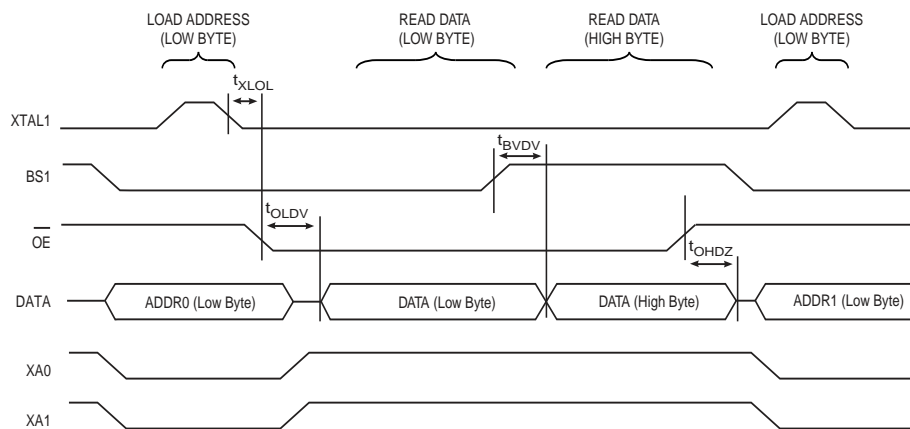 LOAD ADDRESS
(LOW BYTE)
READ DATA
(LOW BYTE)
READ DATA
(HIGH BYTE)
LOAD ADDRESS
(LOW BYTE)
tXLOL
XTAL1
tBVDV
BS1
tOLDV
OE
tOHDZ
DATA
ADDR0 (Low Byte)
DATA (Low Byte)
DATA (High Byte)
ADDR1 (Low Byte)
XA0
XA1